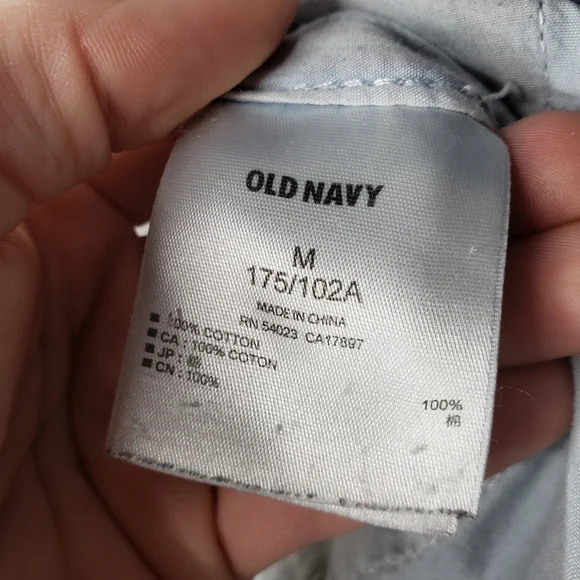 OLD NAVY
M
175/102A
MADE IN CHINA
RN 54023 CA17897
■ 100% COTTON
■ CA : 100% COTON
■ JP : 綿
■ CN : 100%
100%
棉